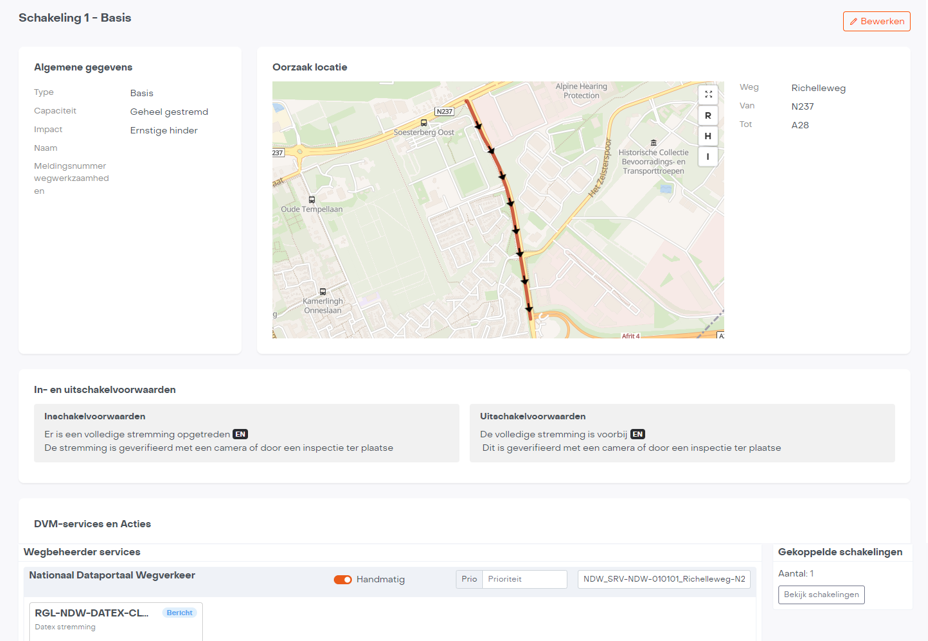 Schakeling 1 - Basis
Bewerken
Algemene gegevens
Type Basis
Capaciteit Geheel gestremd
Impact Ernstige hinder
Naam
Meldingsnummer
wegwerkzaamhed
en
Oorzaak locatie
Alpine Hearing
Protection
N237
Soesterberg Oost
237
Historische Collectie
Bevoorradings- en
Transporttroepen
Het Zeisterspoor
Oude Tempellaan
Kamerlingh
Onneslaan
Afrit 4
R
H
I
Weg Richelleweg
Van N237
Tot A28
In- en uitschakelvoorwaarden
Inschakelvoorwaarden
Er is een volledige stremming opgetreden EN
De stremming is geverifieerd met een camera of door een inspectie ter plaatse
Uitschakelvoorwaarden
De volledige stremming is voorbij EN
Dit is geverifieerd met een camera of door een inspectie ter plaatse
DVM-services en Acties
Wegbeheerder services
Nationaal Dataportaal Wegverkeer
Handmatig
Prio Prioriteit
NDW_SRV-NDW-010101_Richelleweg-N2
RGL-NDW-DATEX-CL... Bericht
Datex stremming
Gekoppelde schakelingen
Aantal: 1
Bekijk schakelingen